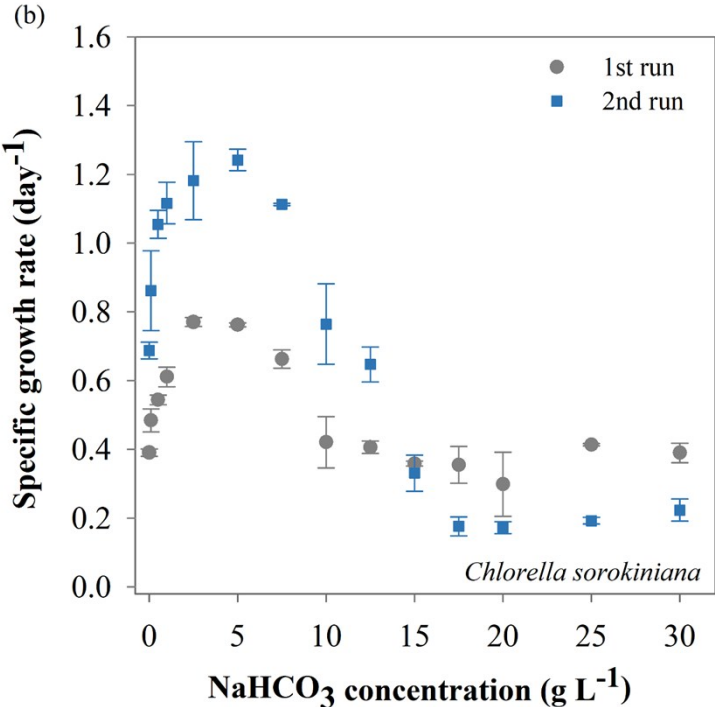 (b)
1.6
1.4
1.2
1.0
0.8
0.6
0.4
0.2
0.0
Specific growth rate (day⁻¹)
1st run
2nd run
Chlorella sorokiniana
0 5 10 15 20 25 30
NaHCO₃ concentration (g L⁻¹)